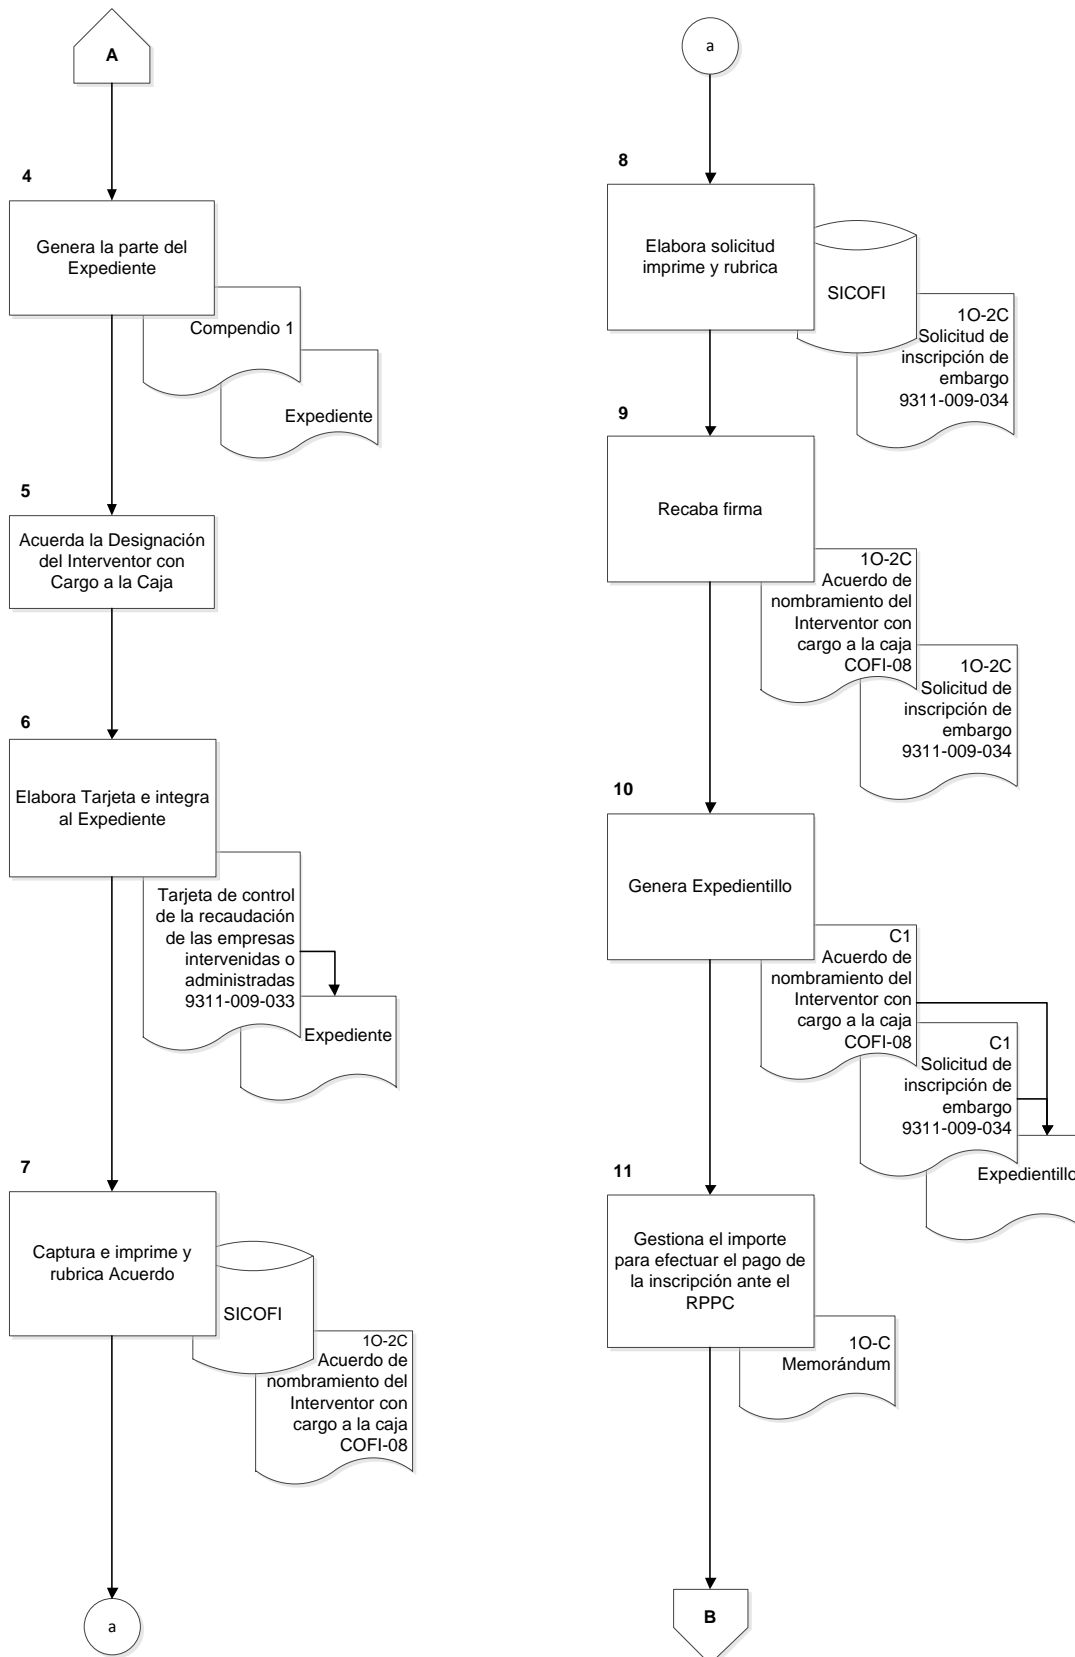 A
4
Genera la parte del
Expediente
Compendio 1
Expediente
5
Acuerda la Designación
del Interventor con
Cargo a la Caja
6
Elabora Tarjeta e integra
al Expediente
Tarjeta de control
de la recaudación
de las empresas
intervenidas o
administradas
9311-009-033
Expediente
7
Captura e imprime y
rubrica Acuerdo
SICOFI
1O-2C
Acuerdo de
nombramiento del
Interventor con
cargo a la caja
COFI-08
a
a
8
Elabora solicitud
imprime y rubrica
SICOFI
1O-2C
Solicitud de
inscripción de
embargo
9311-009-034
9
Recaba firma
1O-2C
Acuerdo de
nombramiento del
Interventor con
cargo a la caja
COFI-08
1O-2C
Solicitud de
inscripción de
embargo
9311-009-034
10
Genera Expedientillo
C1
Acuerdo de
nombramiento del
Interventor con
cargo a la caja
COFI-08
C1
Solicitud de
inscripción de
embargo
9311-009-034
Expedientillo
11
Gestiona el importe
para efectuar el pago de
la inscripción ante el
RPPC
1O-C
Memorándum
B